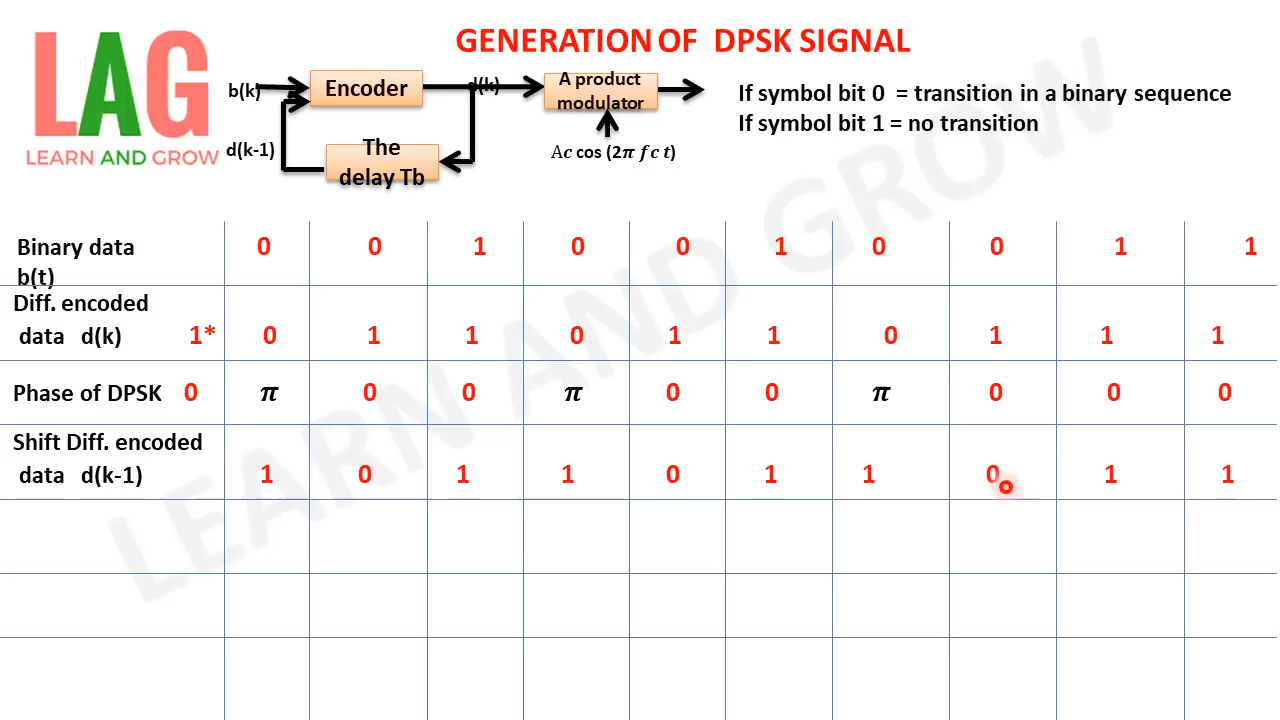 LAG
LEARN AND GROW
GENERATION OF DPSK SIGNAL
b(k)
Encoder
d(k)
A product
modulator
d(k-1)
The
delay Tb
Ac cos (2π fc t)
If symbol bit 0 = transition in a binary sequence
If symbol bit 1 = no transition
Binary data
b(t)
0 0 1 0 0 1 0 0 1 1
Diff. encoded
data d(k) 1* 0 1 1 0 1 1 0 1 1 1
Phase of DPSK 0 π 0 0 π 0 0 π 0 0 0
Shift Diff. encoded
data d(k-1) 1 0 1 1 0 1 1 0 1 1
LEARN AND GROW